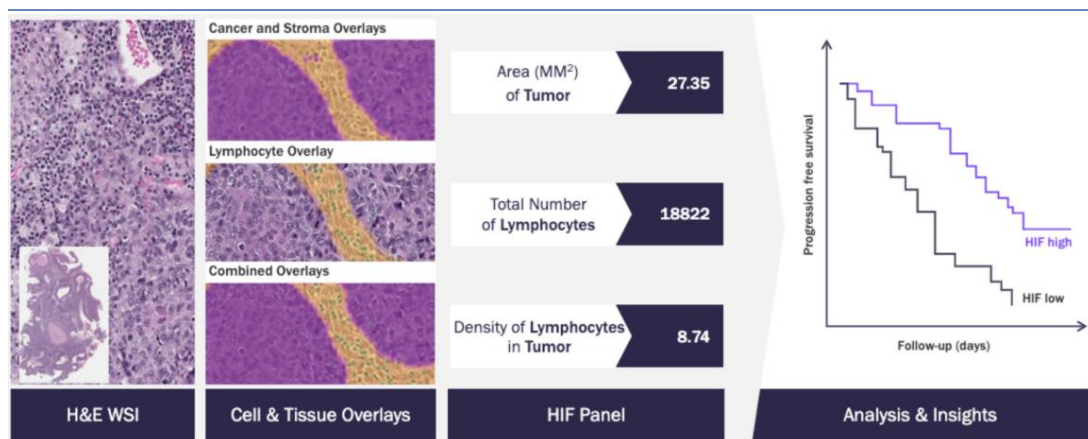 Cancer and Stroma Overlays
Lymphocyte Overlay
Combined Overlays
Area (MM²)
of Tumor
27.35
Total Number
of Lymphocytes
18822
Density of Lymphocytes
in Tumor
8.74
Progression free survival
HIF high
HIF low
Follow-up (days)
H&E WSI
Cell & Tissue Overlays
HIF Panel
Analysis & Insights